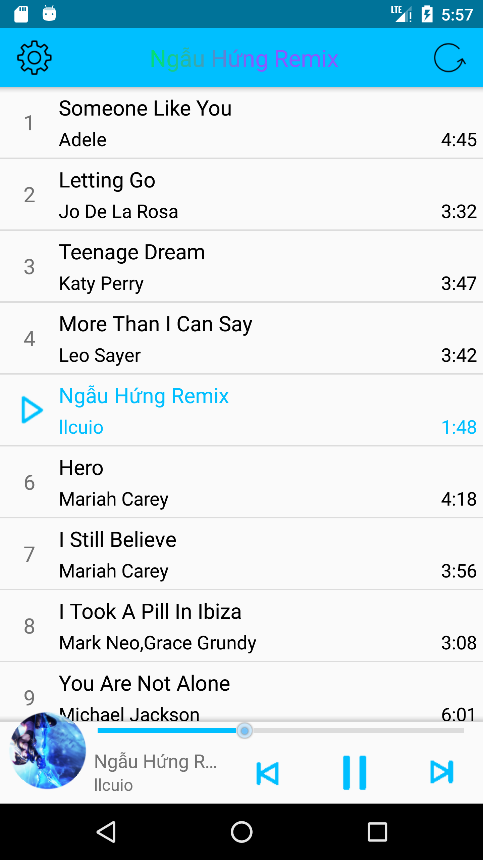 LTE 5:57
Ngẫu Hứng Remix
1
Someone Like You
Adele 4:45
2
Letting Go
Jo De La Rosa 3:32
3
Teenage Dream
Katy Perry 3:47
4
More Than I Can Say
Leo Sayer 3:42
Ngẫu Hứng Remix
Ilcuio 1:48
6
Hero
Mariah Carey 4:18
7
I Still Believe
Mariah Carey 3:56
8
I Took A Pill In Ibiza
Mark Neo,Grace Grundy 3:08
9
You Are Not Alone
Michael Jackson 6:01
Ngẫu Hứng R...
Ilcuio